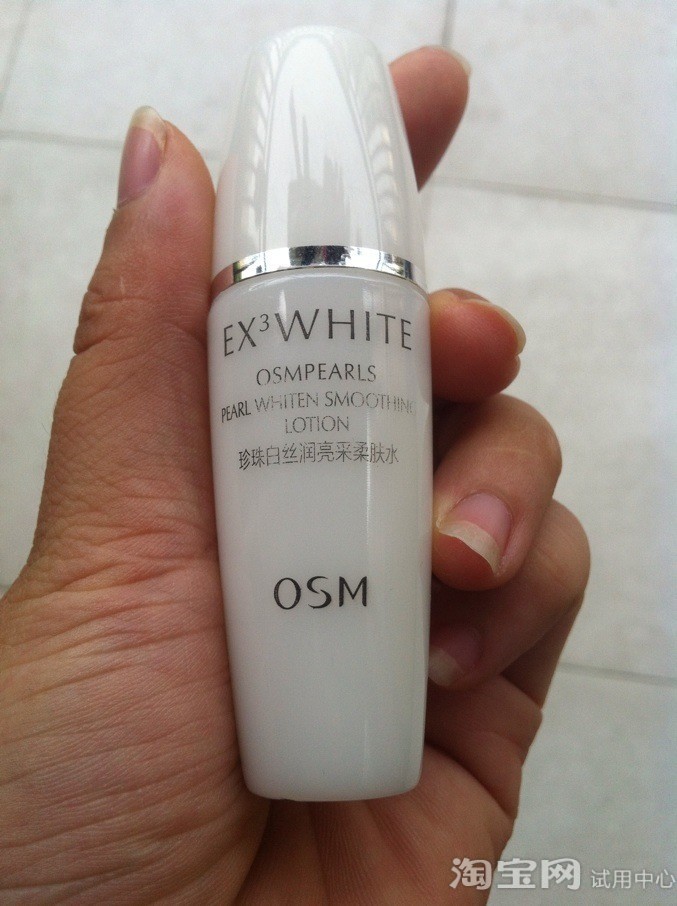 EX³WHITE
OSMPEARLS
PEARL WHITEN SMOOTHING
LOTION
珍珠白丝润亮采柔肤水
OSM
淘宝网 试用中心